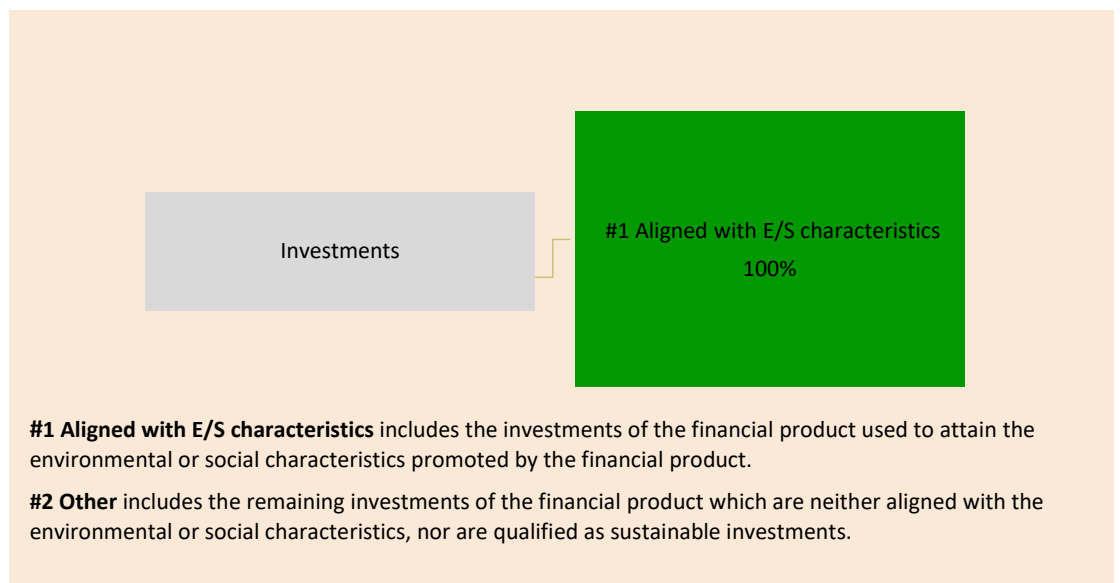 Investments
#1 Aligned with E/S characteristics
100%
#1 Aligned with E/S characteristics includes the investments of the financial product used to attain the
environmental or social characteristics promoted by the financial product.
#2 Other includes the remaining investments of the financial product which are neither aligned with the
environmental or social characteristics, nor are qualified as sustainable investments.